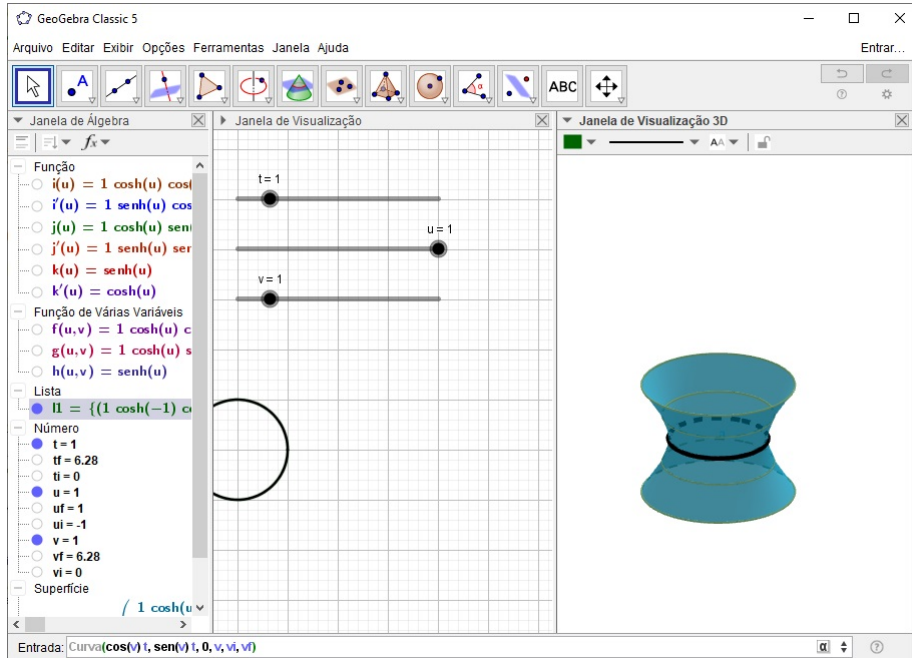 GeoGebra Classic 5
Arquivo Editar Exibir Opções Ferramentas Janela Ajuda Entrar...
A ABC
Janela de Álgebra
fx
Função
i(u) = 1 cosh(u) cos(
i'(u) = 1 senh(u) cos
j(u) = 1 cosh(u) sen
j'(u) = 1 senh(u) ser
k(u) = senh(u)
k'(u) = cosh(u)
Função de Várias Variáveis
f(u,v) = 1 cosh(u) c
g(u,v) = 1 cosh(u) s
h(u,v) = senh(u)
Lista
l1 = {(1 cosh(−1) c
Número
t = 1
tf = 6.28
ti = 0
u = 1
uf = 1
ui = -1
v = 1
vf = 6.28
vi = 0
Superfície
( 1 cosh(u
Janela de Visualização
t = 1
u = 1
v = 1
Janela de Visualização 3D
AA
Entrada: Curva(cos(v) t, sen(v) t, 0, v, vi, vf) α